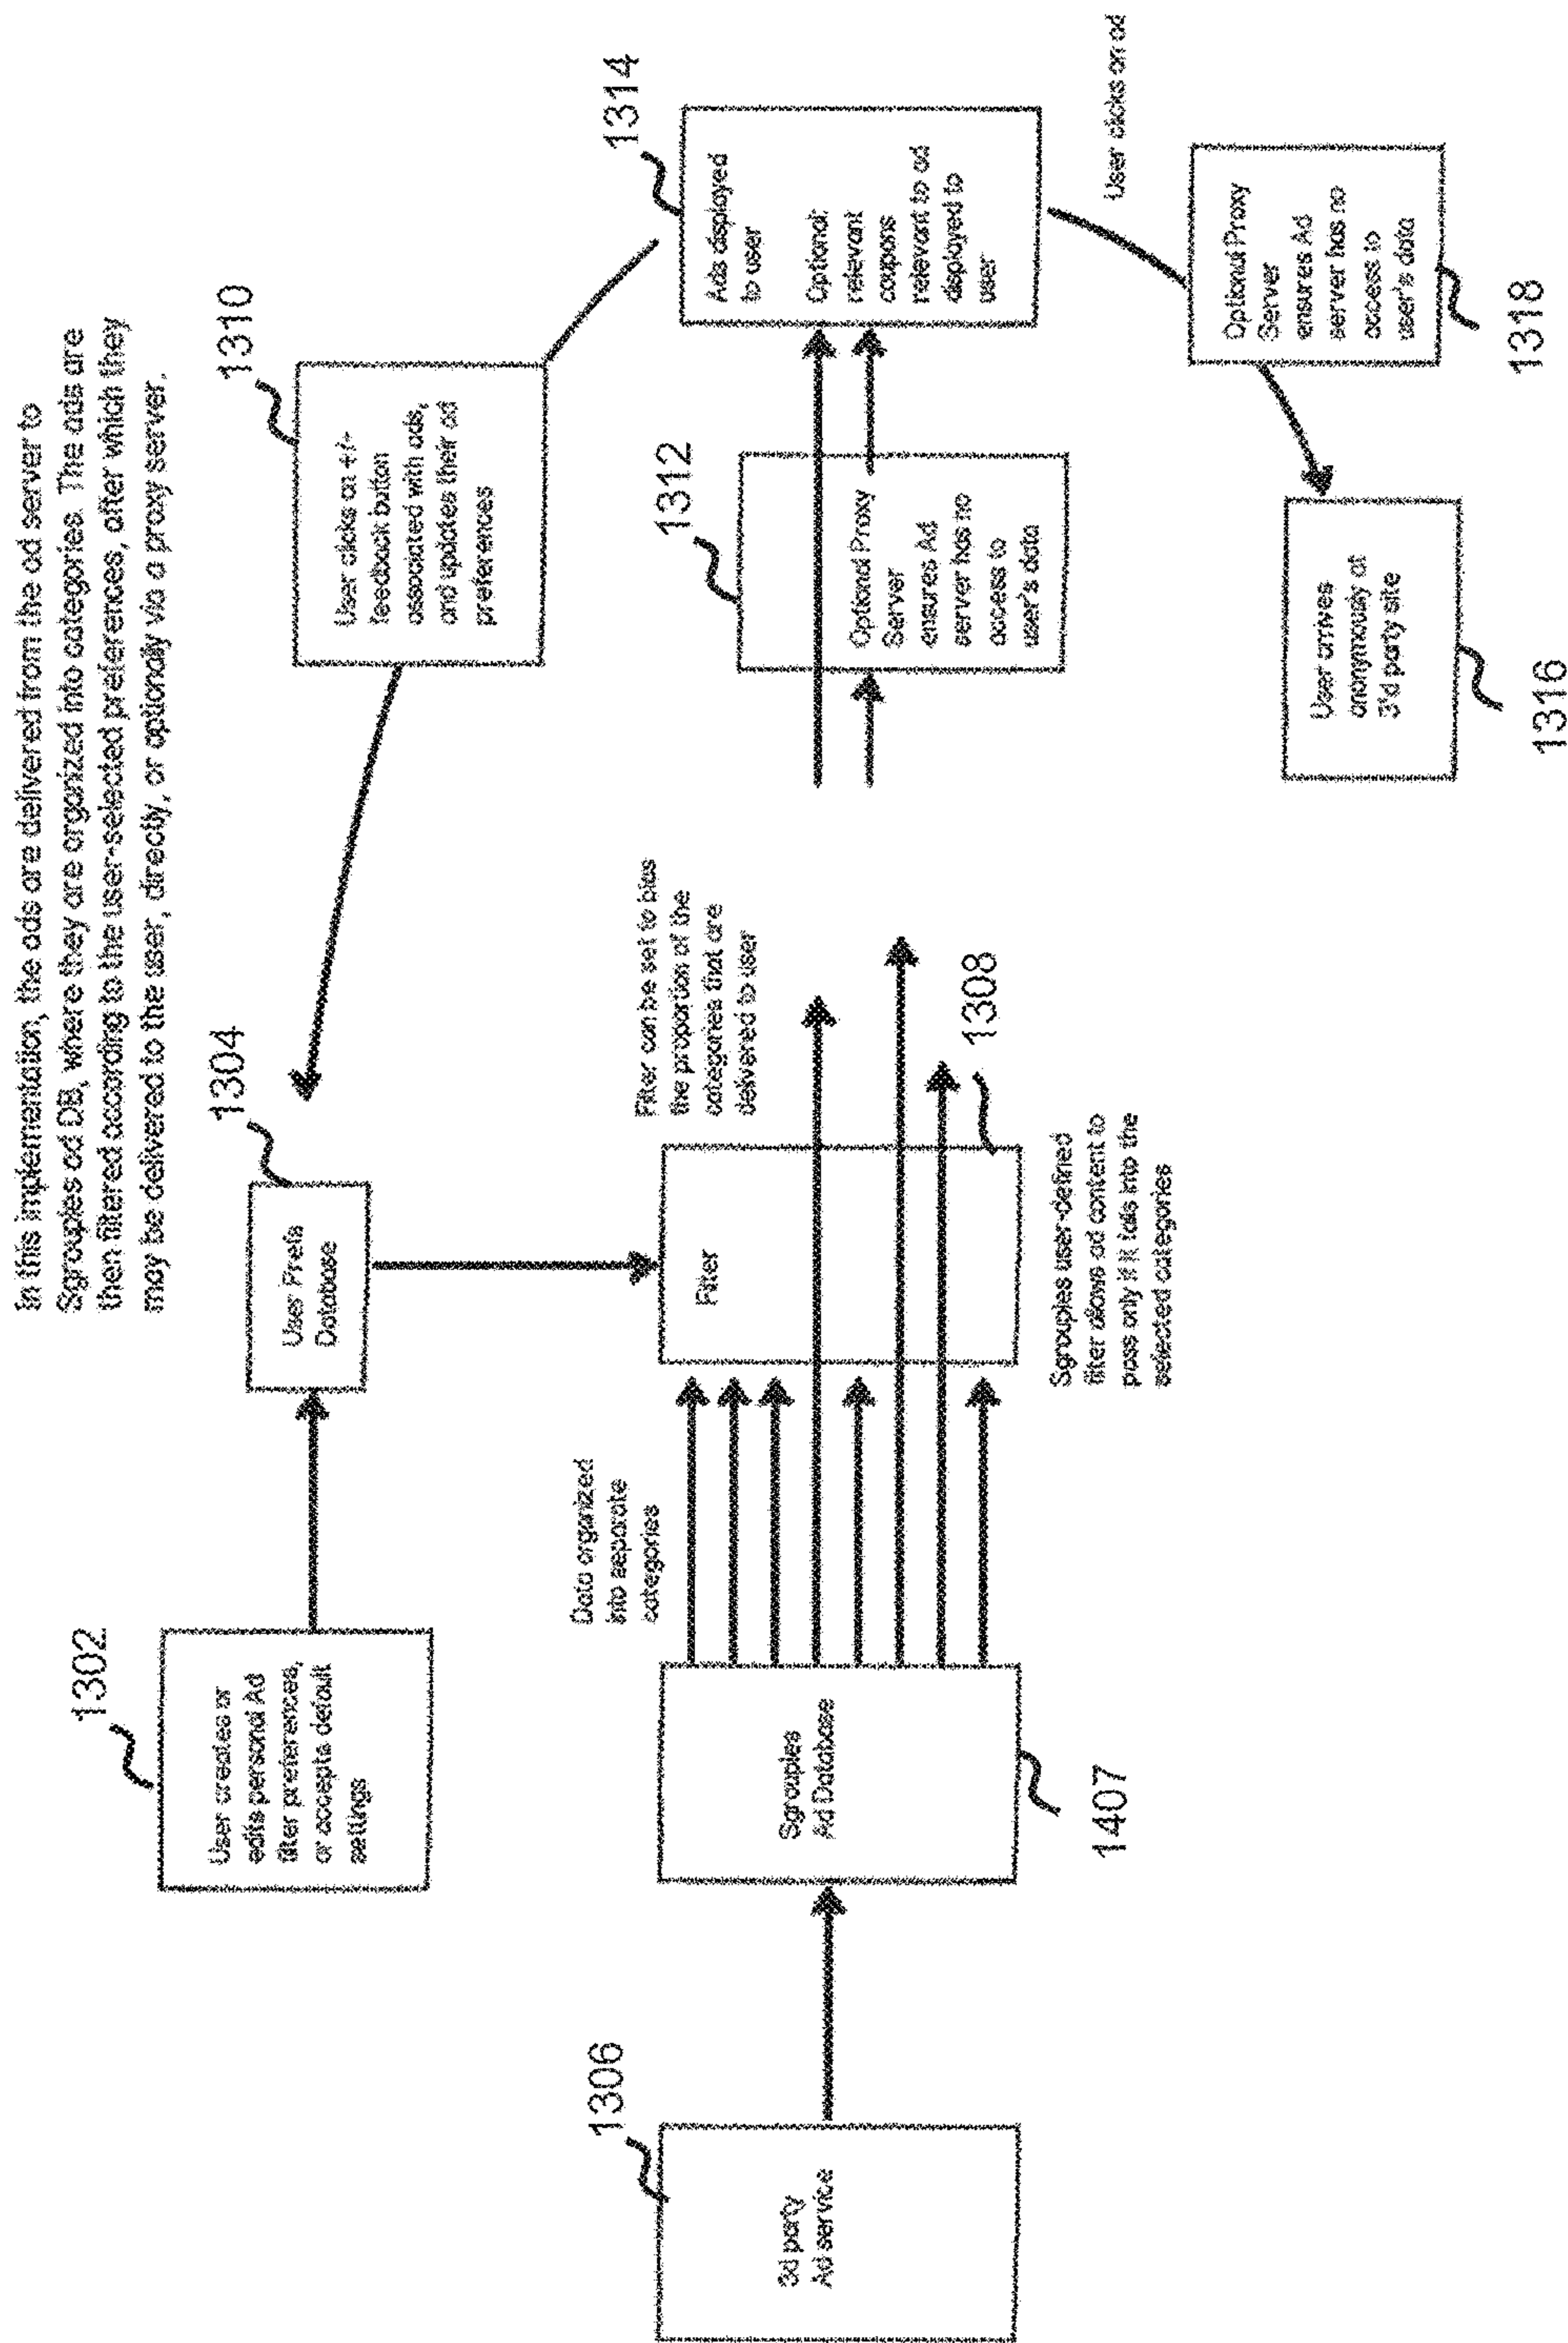 In this implementation, the ads are delivered from the ad server to
Sgrouples ad DB, where they are organized into categories. The ads are
then filtered according to the user-selected preferences, after which they
may be delivered to the user, directly, or optionally via a proxy server.
1302
User creates or
edits personal Ad
filter preferences,
or accepts default
settings
1304
User Prefs
Database
1310
User clicks on +/-
feedback button
associated with ads,
and updates their ad
preferences
1306
3d party
Ad service
Sgrouples
Ad Database
1407
Data organized
into separate
categories
Filter
Filter can be set to bias
the proportion of the
categories that are
delivered to user
1308
Sgrouples user-defined
filter allows ad content to
pass only if it falls into the
selected categories
1312
Optional Proxy
Server
ensures Ad
server has no
access to
user's data
1314
Ads displayed
to user
Optional:
relevant
coupons
relevant to ad
displayed to
user
User clicks on ad
Optional Proxy
Server
ensures Ad
server has no
access to
user's data
1318
User arrives
anonymously at
3'd party site
1316